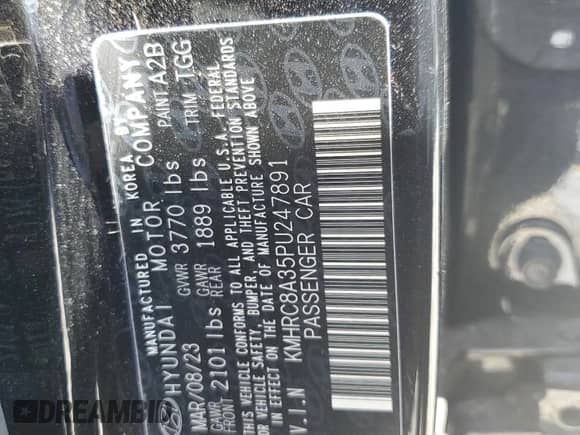 MANUFACTURED IN KOREA BY
HYUNDAI MOTOR COMPANY
MAR/08/23 GVWR 3770 lbs PAINT A2B
GAWR FRONT 2101 lbs GAWR REAR 1889 lbs TRIM TGG
THIS VEHICLE CONFORMS TO ALL APPLICABLE U.S.A. FEDERAL
MOTOR VEHICLE SAFETY, BUMPER, AND THEFT PREVENTION STANDARDS
IN EFFECT ON THE DATE OF MANUFACTURE SHOWN ABOVE
V.I.N KMHRC8A35PU247891
PASSENGER CAR
DREAMBID